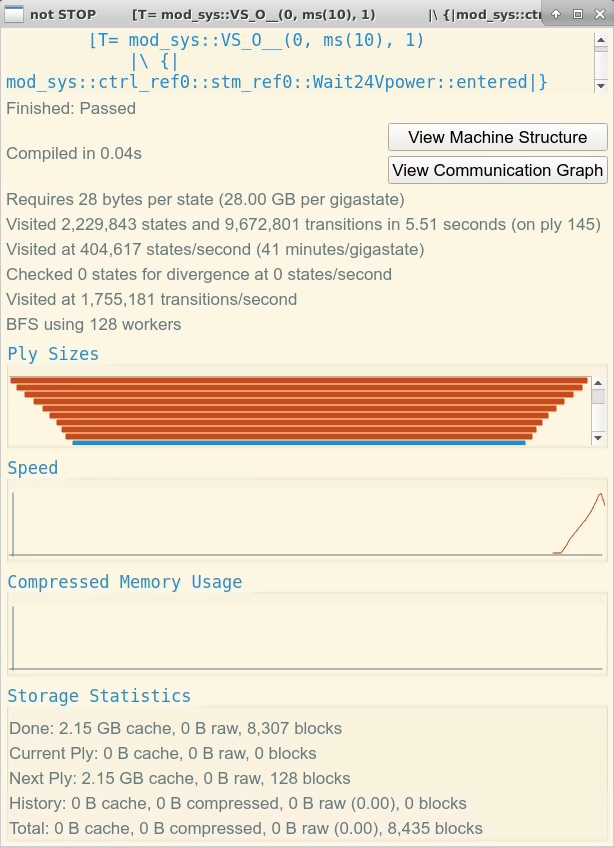 not STOP [T= mod_sys::VS_O__(0, ms(10), 1) |\ {|mod_sys::ctr
[T= mod_sys::VS_O__(0, ms(10), 1)
|\ {|
mod_sys::ctrl_ref0::stm_ref0::Wait24Vpower::entered|}
Finished: Passed
View Machine Structure
Compiled in 0.04s
View Communication Graph
Requires 28 bytes per state (28.00 GB per gigastate)
Visited 2,229,843 states and 9,672,801 transitions in 5.51 seconds (on ply 145)
Visited at 404,617 states/second (41 minutes/gigastate)
Checked 0 states for divergence at 0 states/second
Visited at 1,755,181 transitions/second
BFS using 128 workers
Ply Sizes
Speed
Compressed Memory Usage
Storage Statistics
Done: 2.15 GB cache, 0 B raw, 8,307 blocks
Current Ply: 0 B cache, 0 B raw, 0 blocks
Next Ply: 2.15 GB cache, 0 B raw, 128 blocks
History: 0 B cache, 0 B compressed, 0 B raw (0.00), 0 blocks
Total: 0 B cache, 0 B compressed, 0 B raw (0.00), 8,435 blocks